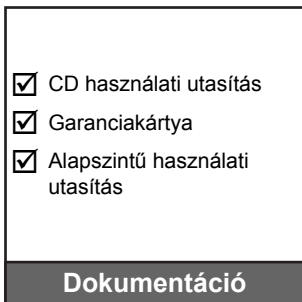 CD használati utasítás
Garanciakártya
Alapszintű használati
utasítás
Dokumentáció